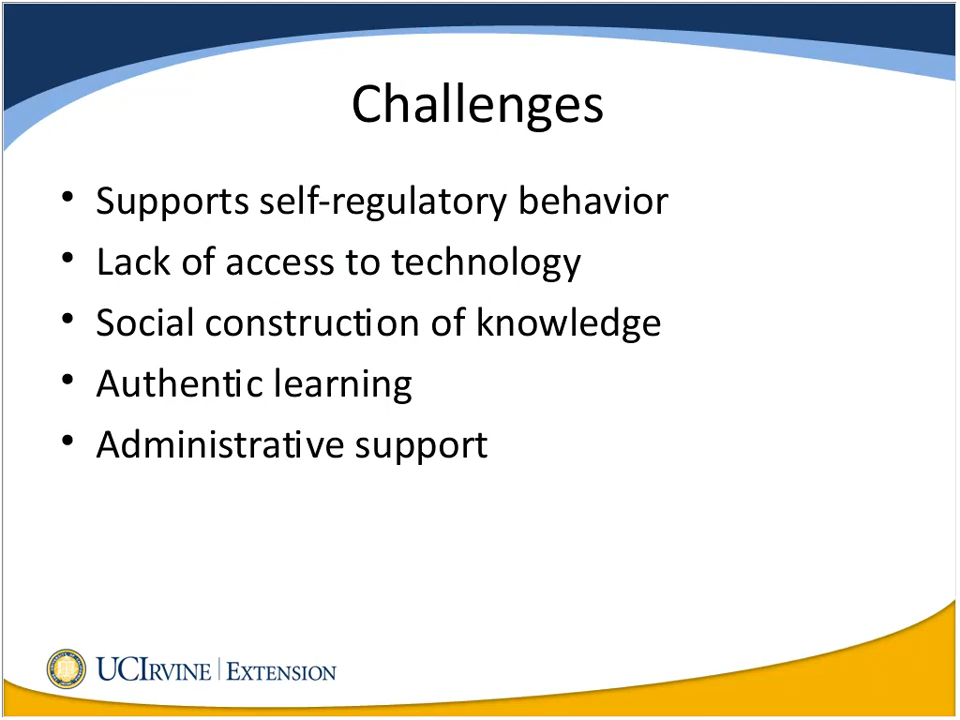 Challenges
• Supports self-regulatory behavior
• Lack of access to technology
• Social construction of knowledge
• Authentic learning
• Administrative support
UCIRVINE | EXTENSION